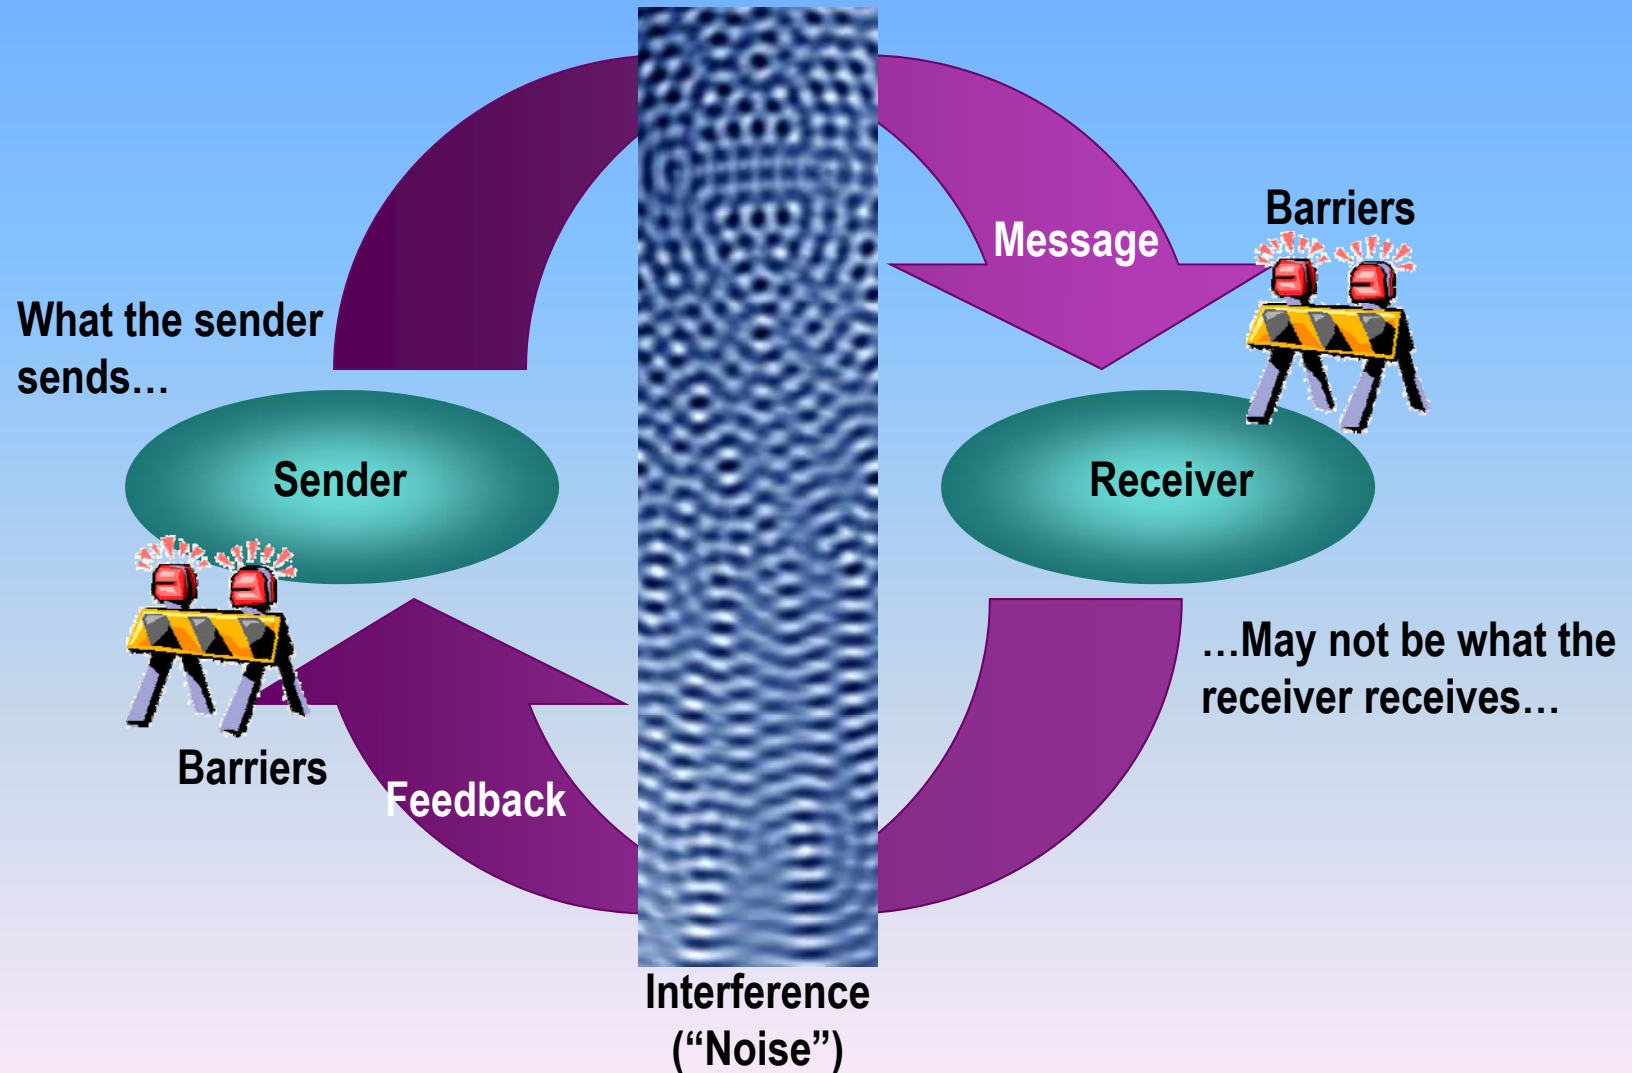 Barriers
Message
What the sender
sends…
Sender
Receiver
…May not be what the
receiver receives…
Barriers
Feedback
Interference
(“Noise”)